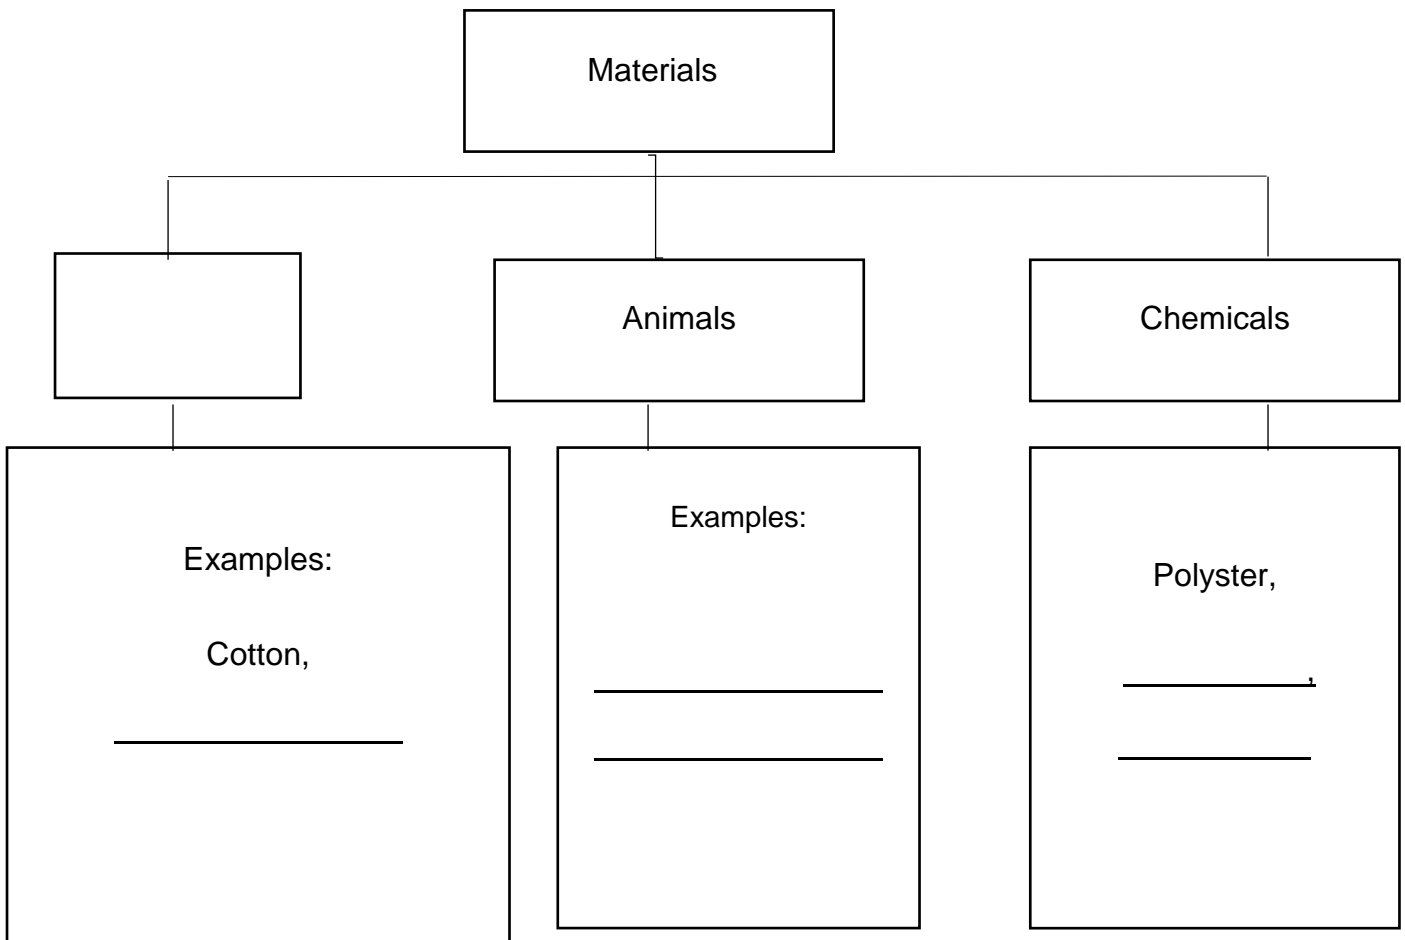 Materials
Animals
Chemicals
Examples:
Cotton,
Examples:
Polyster,
,